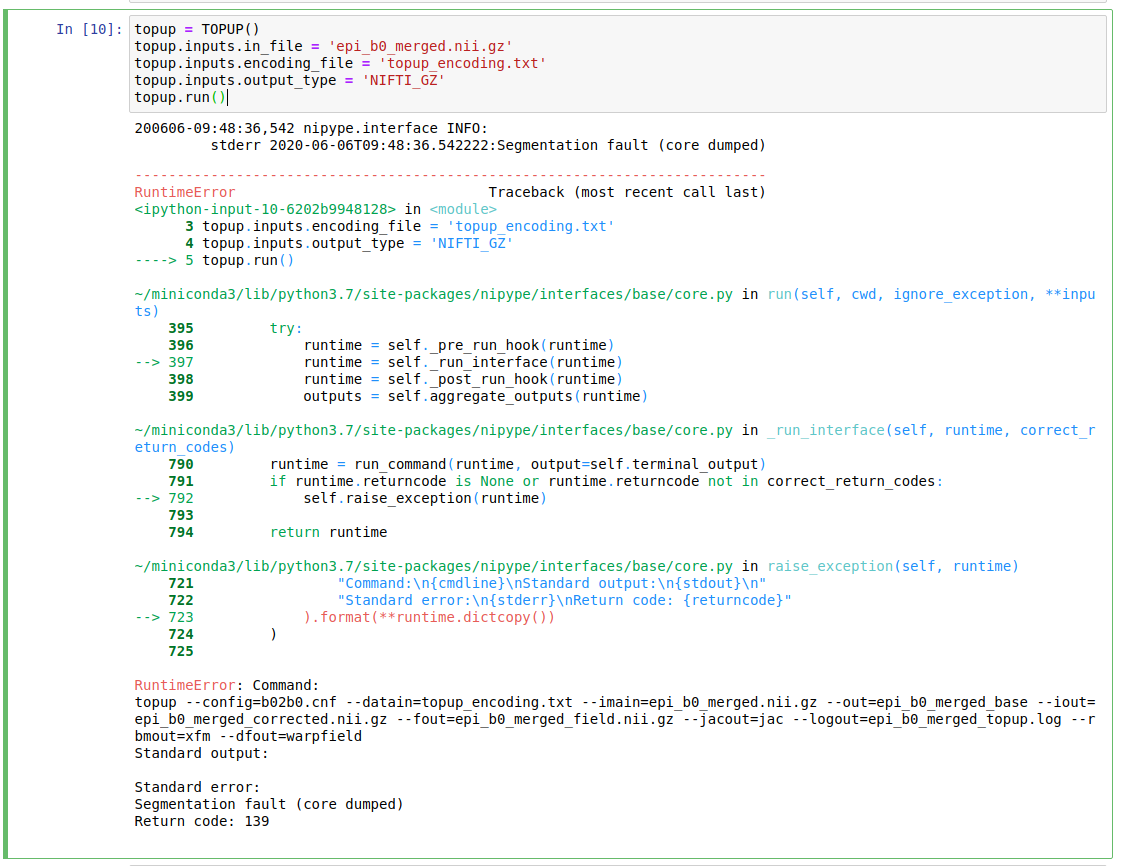 In [10]: topup = TOPUP()
topup.inputs.in_file = 'epi_b0_merged.nii.gz'
topup.inputs.encoding_file = 'topup_encoding.txt'
topup.inputs.output_type = 'NIFTI_GZ'
topup.run()
200606-09:48:36,542 nipype.interface INFO:
stderr 2020-06-06T09:48:36.542222:Segmentation fault (core dumped)
---------------------------------------------------------------------------
RuntimeError Traceback (most recent call last)
<ipython-input-10-6202b9948128> in <module>
3 topup.inputs.encoding_file = 'topup_encoding.txt'
4 topup.inputs.output_type = 'NIFTI_GZ'
----> 5 topup.run()
~/miniconda3/lib/python3.7/site-packages/nipype/interfaces/base/core.py in run(self, cwd, ignore_exception, **inpu
ts)
395 try:
396 runtime = self._pre_run_hook(runtime)
--> 397 runtime = self._run_interface(runtime)
398 runtime = self._post_run_hook(runtime)
399 outputs = self.aggregate_outputs(runtime)
~/miniconda3/lib/python3.7/site-packages/nipype/interfaces/base/core.py in _run_interface(self, runtime, correct_r
eturn_codes)
790 runtime = run_command(runtime, output=self.terminal_output)
791 if runtime.returncode is None or runtime.returncode not in correct_return_codes:
--> 792 self.raise_exception(runtime)
793
794 return runtime
~/miniconda3/lib/python3.7/site-packages/nipype/interfaces/base/core.py in raise_exception(self, runtime)
721 "Command:\n{cmdline}\nStandard output:\n{stdout}\n"
722 "Standard error:\n{stderr}\nReturn code: {returncode}"
--> 723 ).format(**runtime.dictcopy())
724 )
725
RuntimeError: Command:
topup --config=b02b0.cnf --datain=topup_encoding.txt --imain=epi_b0_merged.nii.gz --out=epi_b0_merged_base --iout=
epi_b0_merged_corrected.nii.gz --fout=epi_b0_merged_field.nii.gz --jacout=jac --logout=epi_b0_merged_topup.log --r
bmout=xfm --dfout=warpfield
Standard output:
Standard error:
Segmentation fault (core dumped)
Return code: 139